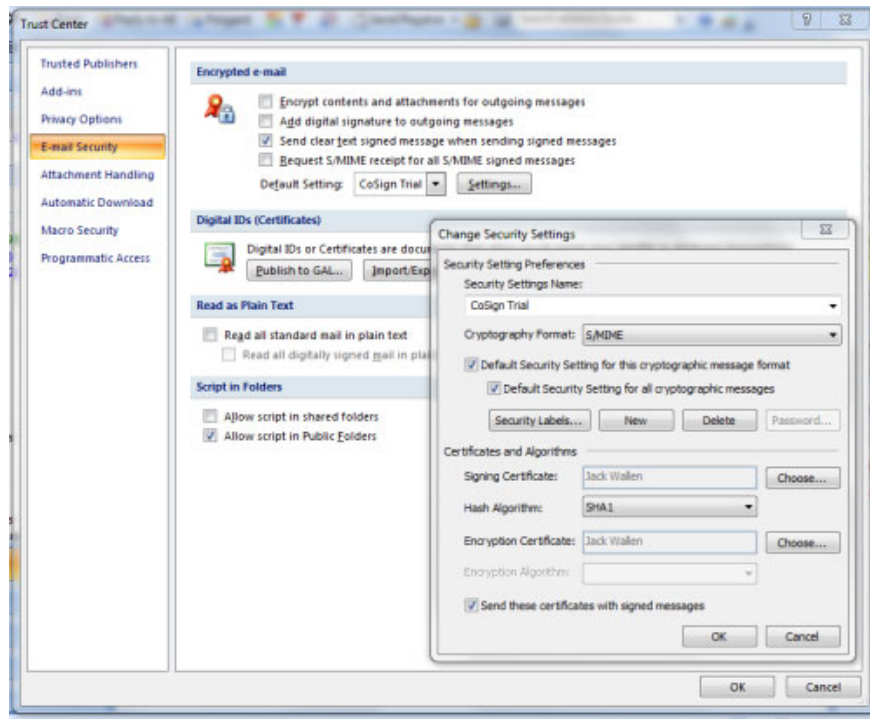 Trust Center
Trusted Publishers
Add-ins
Privacy Options
E-mail Security
Attachment Handling
Automatic Download
Macro Security
Programmatic Access
Encrypted e-mail
Encrypt contents and attachments for outgoing messages
Add digital signature to outgoing messages
Send clear text signed message when sending signed messages
Request S/MIME receipt for all S/MIME signed messages
Default Setting: CoSign Trial Settings...
Digital IDs (Certificates)
Digital IDs or Certificates are
Publish to GAL... Import/Exp
Read as Plain Text
Read all standard mail in plain text
Read all digitally signed mail in
Script in Folders
Allow script in shared folders
Allow script in Public Folders
Change Security Settings
Security Setting Preferences
Security Settings Name:
CoSign Trial
Cryptography Format: S/MIME
Default Security Setting for this cryptographic message format
Default Security Setting for all cryptographic messages
Security Labels... New Delete Password...
Certificates and Algorithms
Signing Certificate: Jack Wallen Choose...
Hash Algorithm: SHA1
Encryption Certificate: Jack Wallen Choose...
Encryption Algorithm:
Send these certificates with signed messages
OK Cancel
OK Cancel